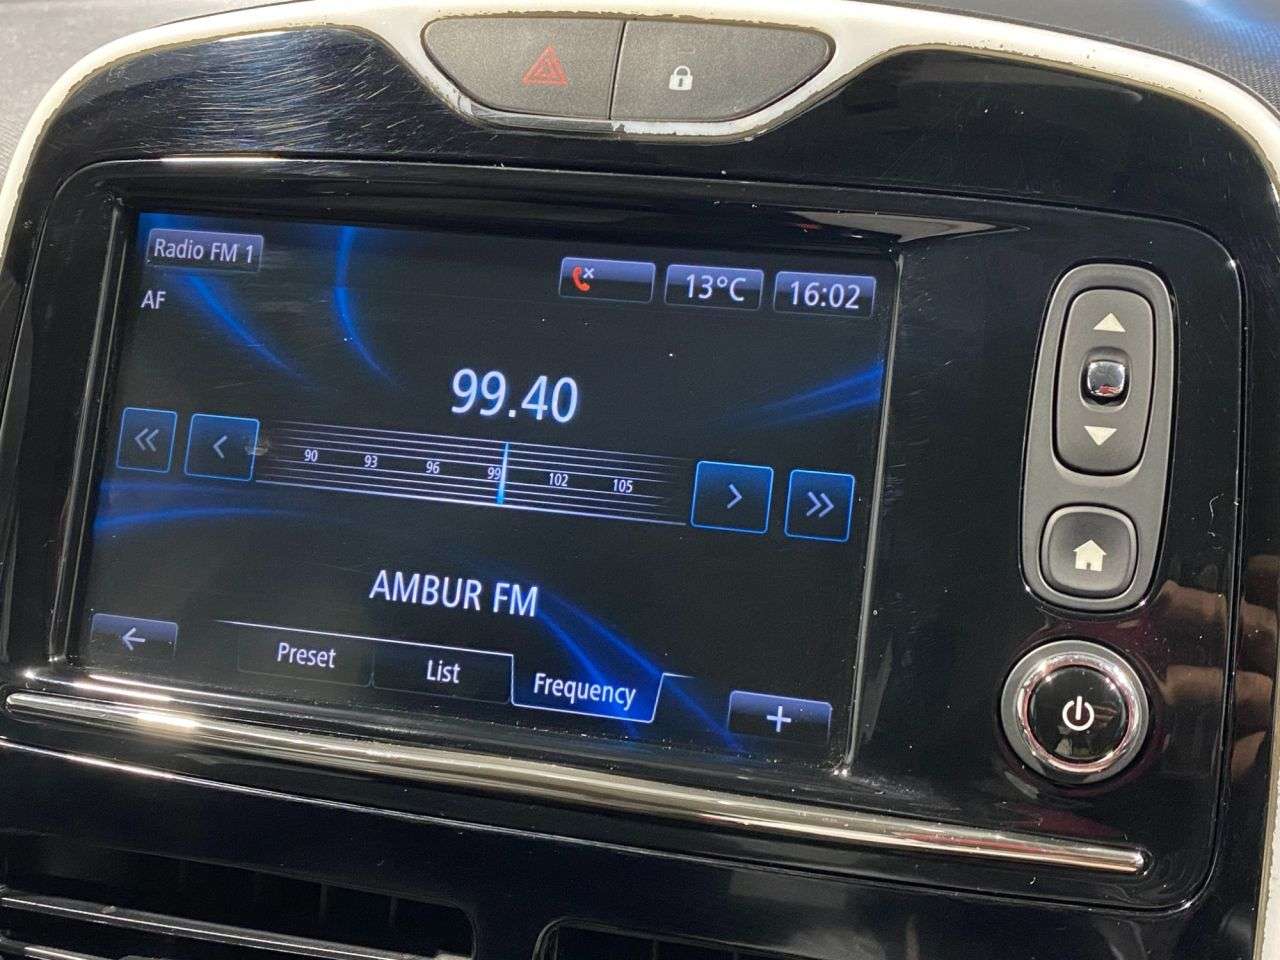 Radio FM 1
13°C
16:02
AF
99.40
90 93 96 99 102 105
AMBUR FM
Preset
List
Frequency